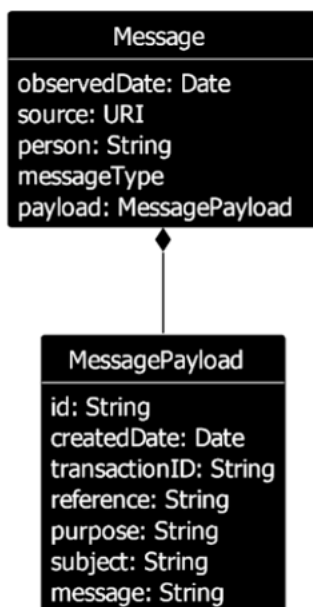 Message
observedDate: Date
source: URI
person: String
messageType
payload: MessagePayload
MessagePayload
id: String
createdDate: Date
transactionID: String
reference: String
purpose: String
subject: String
message: String